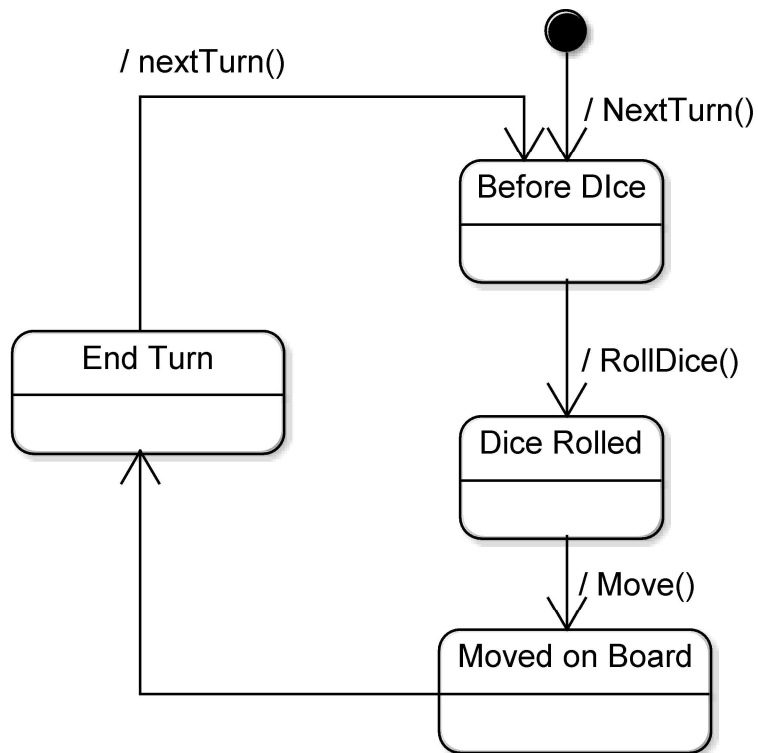 / nextTurn()
/ NextTurn()
Before DIce
End Turn
/ RollDice()
Dice Rolled
/ Move()
Moved on Board